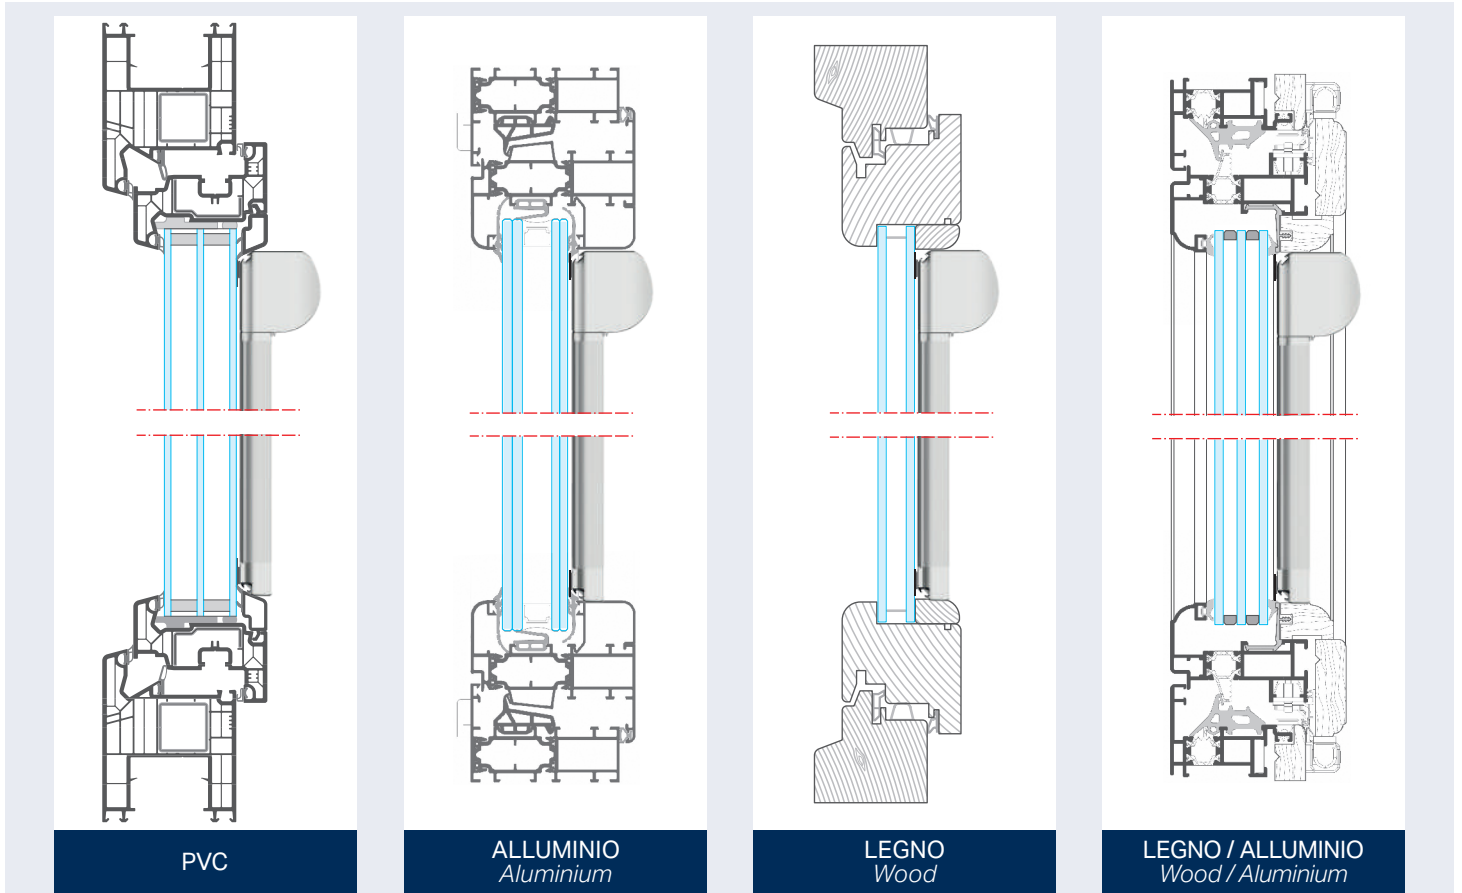 PVC
ALLUMINIO
Aluminium
LEGNO
Wood
LEGNO / ALLUMINIO
Wood / Aluminium